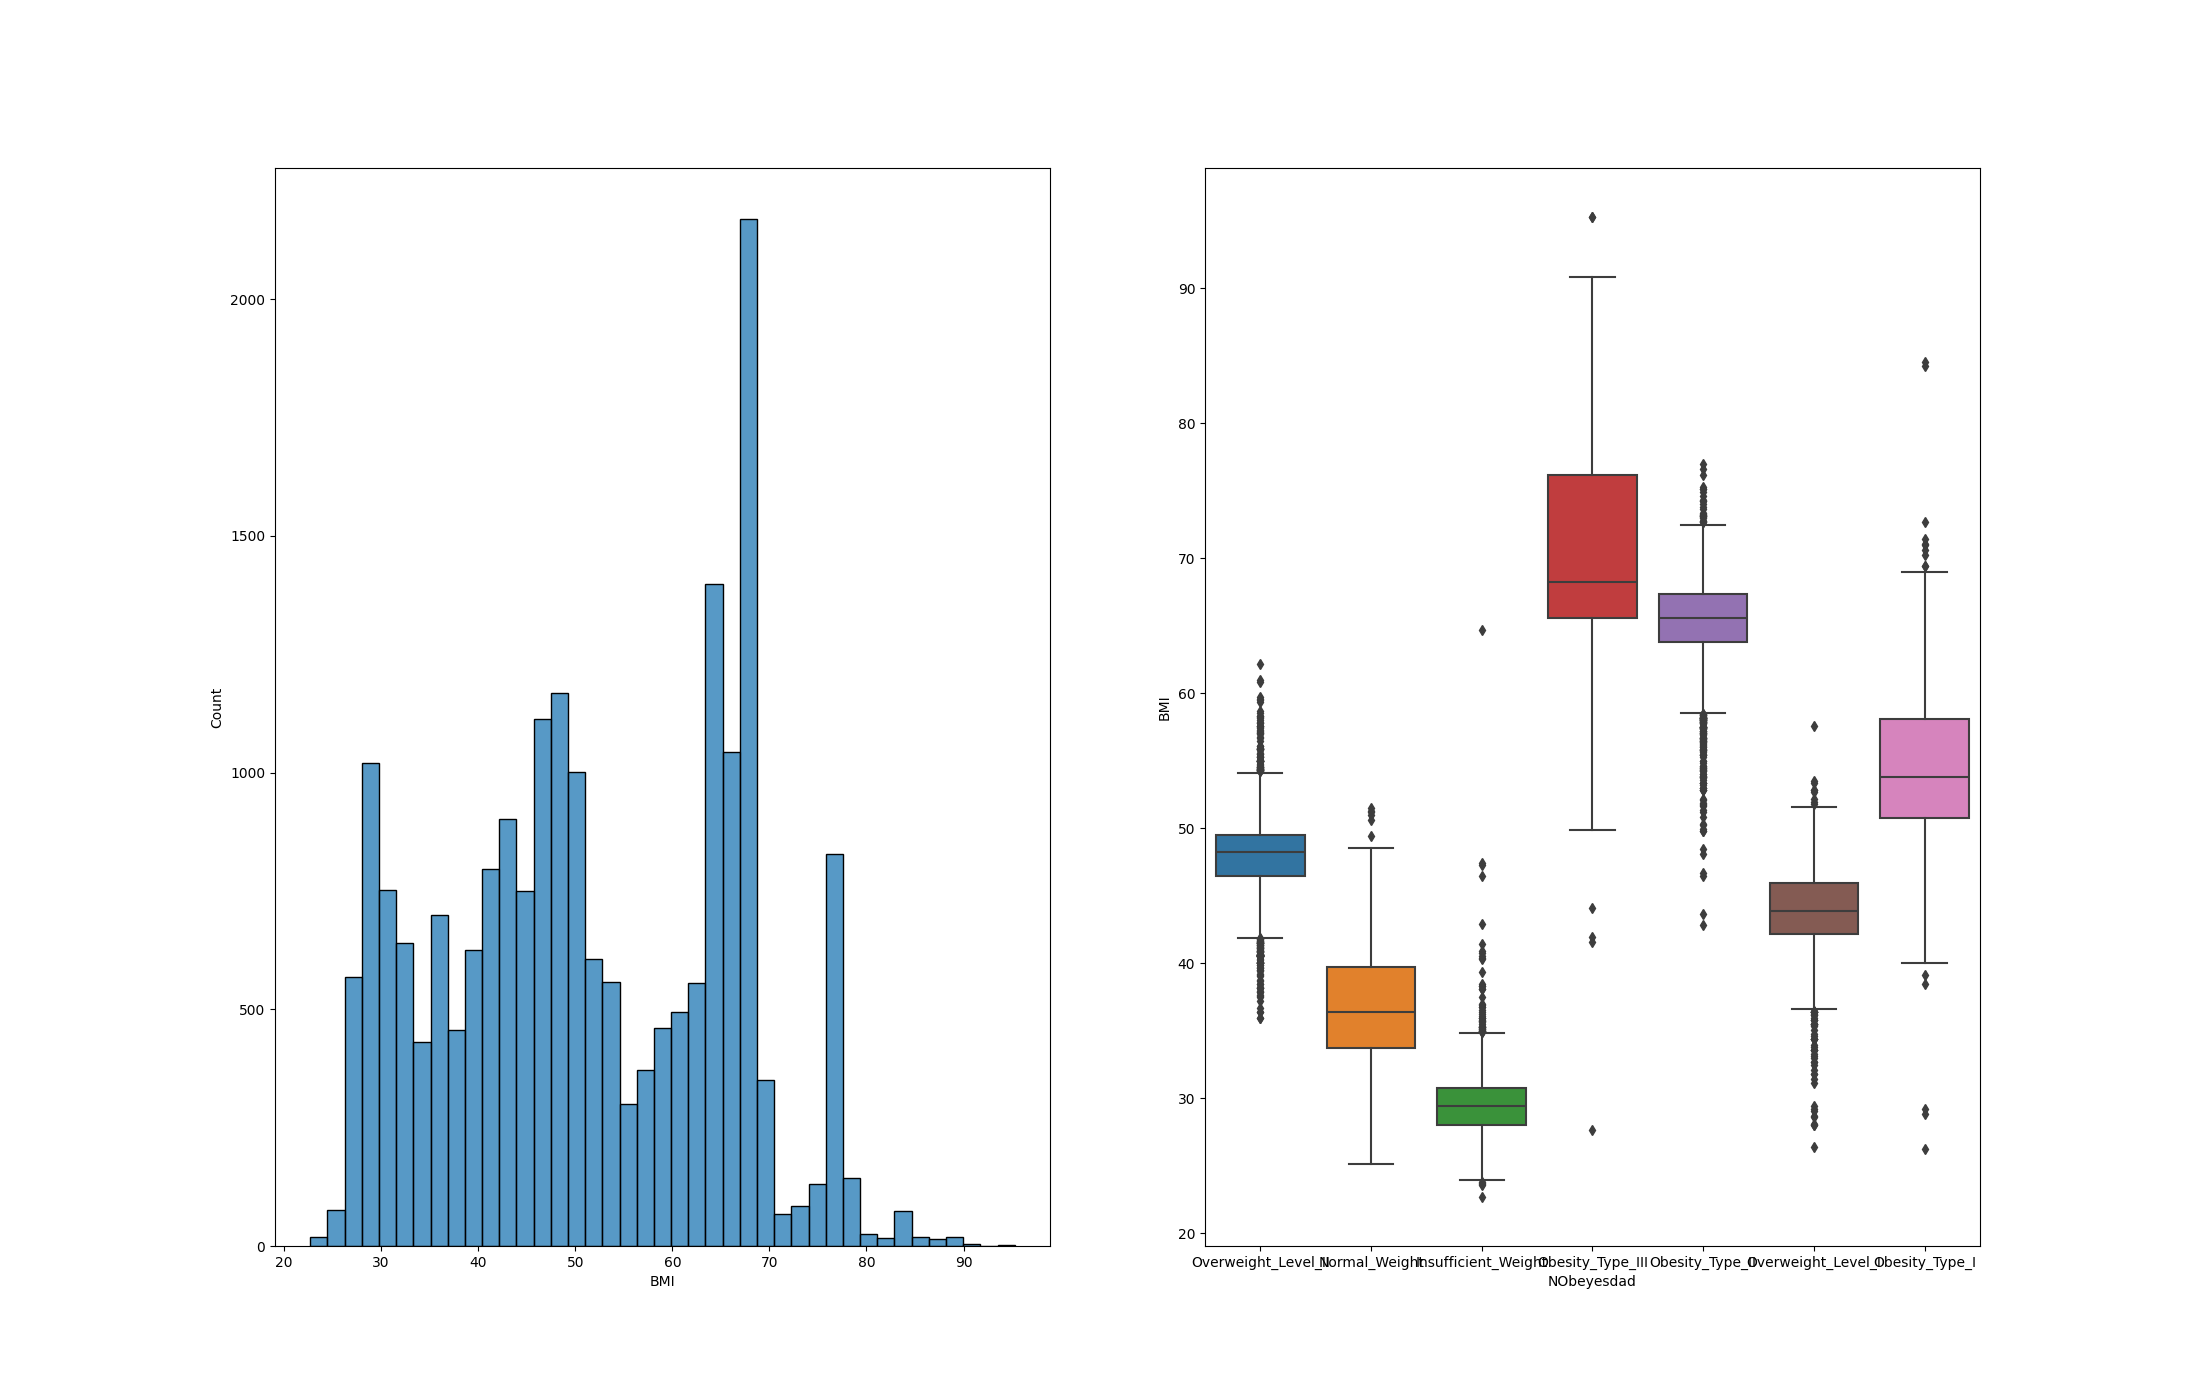 2000
1500
1000
500
0
Count
20 30 40 50 60 70 80 90
BMI
90
80
70
60
50
40
30
20
BMI
Overweight_Level_II Normal_Weight Insufficient_Weight Obesity_Type_III Obesity_Type_II Overweight_Level_I Obesity_Type_I
NObeyesdad